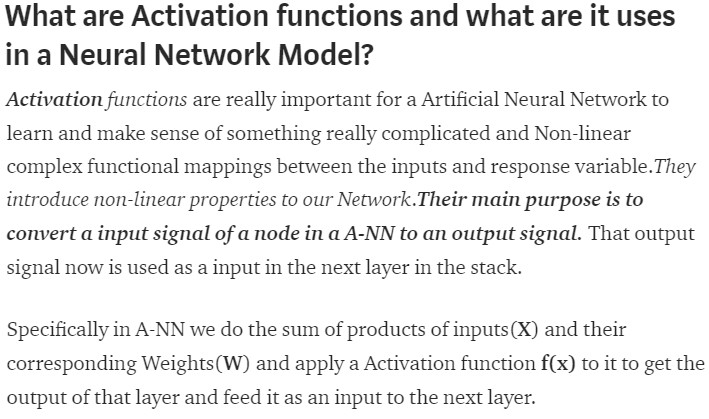 What are Activation functions and what are it uses
in a Neural Network Model?
Activation functions are really important for a Artificial Neural Network to
learn and make sense of something really complicated and Non-linear
complex functional mappings between the inputs and response variable.They
introduce non-linear properties to our Network.Their main purpose is to
convert a input signal of a node in a A-NN to an output signal. That output
signal now is used as a input in the next layer in the stack.
Specifically in A-NN we do the sum of products of inputs(X) and their
corresponding Weights(W) and apply a Activation function f(x) to it to get the
output of that layer and feed it as an input to the next layer.